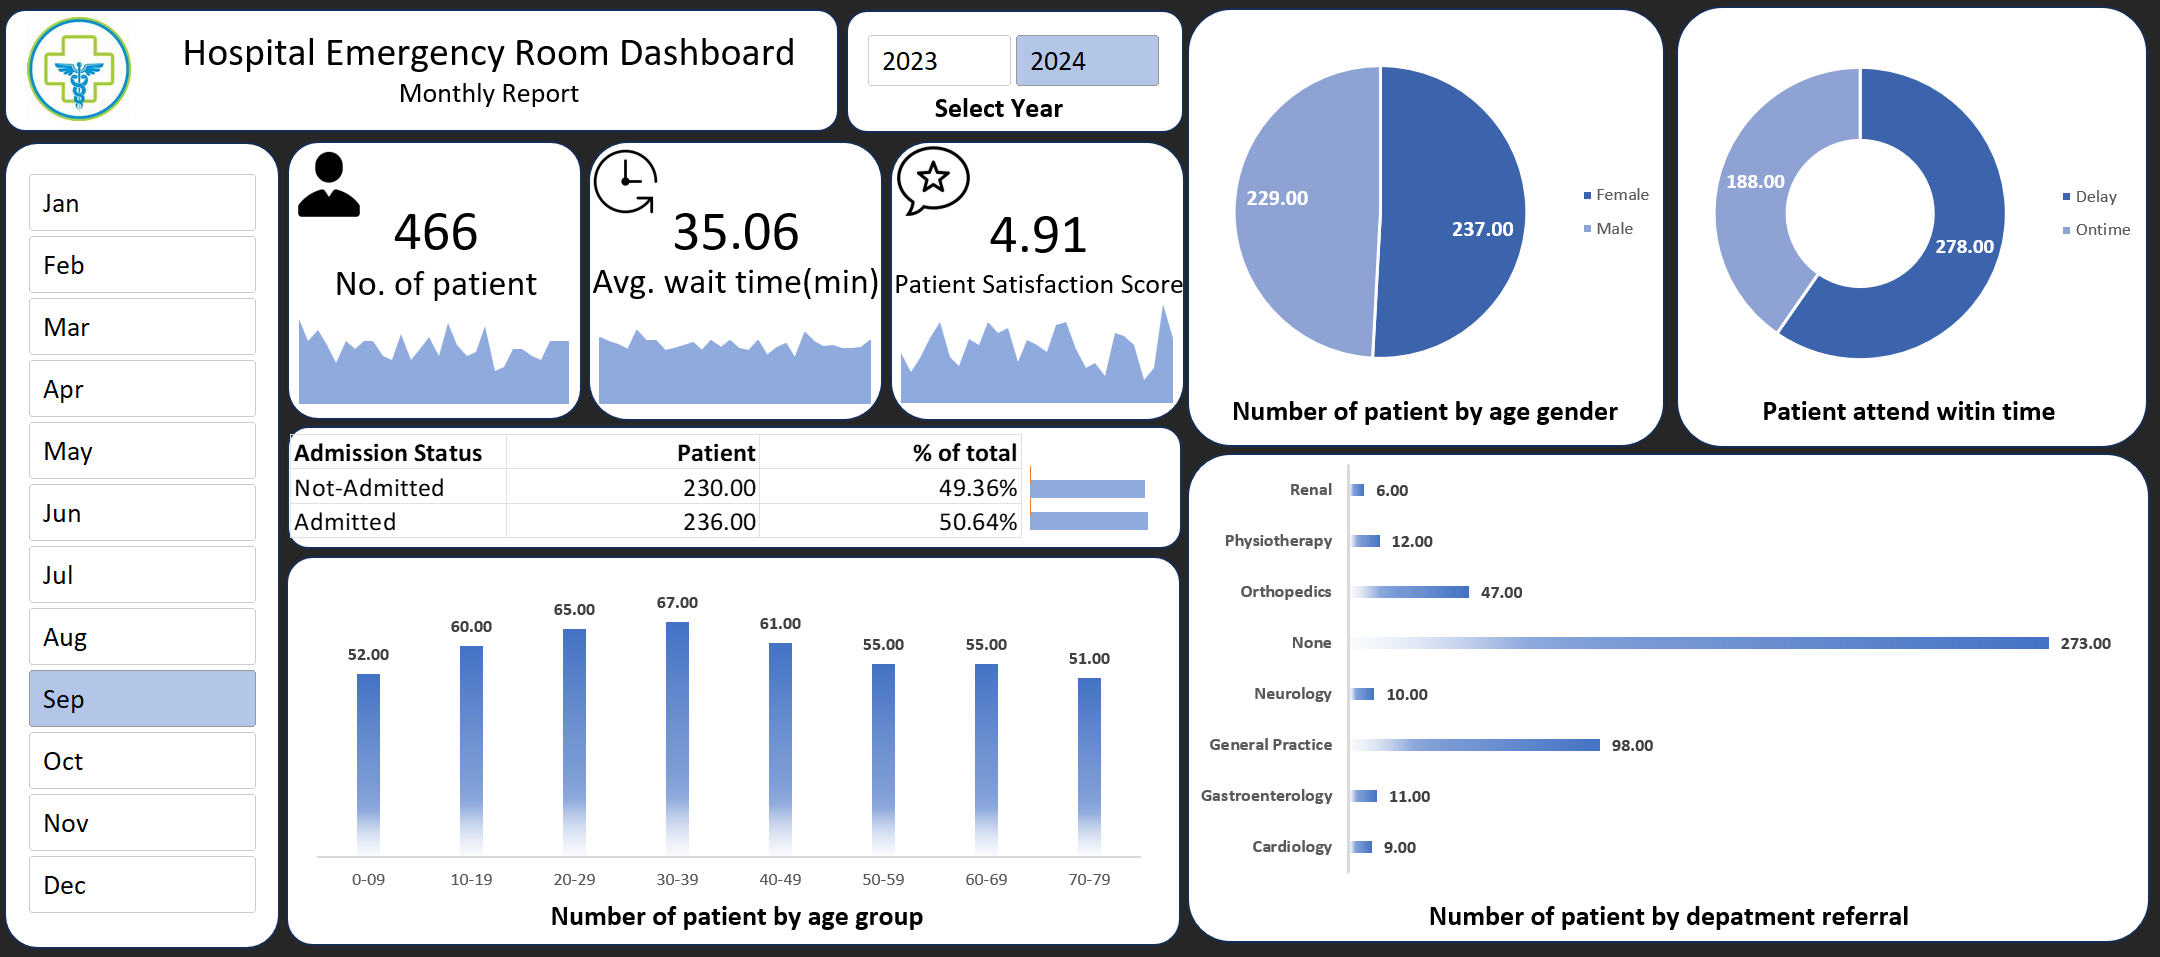 Hospital Emergency Room Dashboard
Monthly Report
2023
2024
Select Year
Jan
Feb
Mar
Apr
May
Jun
Jul
Aug
Sep
Oct
Nov
Dec
466
No. of patient
35.06
Avg. wait time(min)
4.91
Patient Satisfaction Score
Admission Status Patient % of total
Not-Admitted 230.00 49.36%
Admitted 236.00 50.64%
52.00 60.00 65.00 67.00 61.00 55.00 55.00 51.00
0-09 10-19 20-29 30-39 40-49 50-59 60-69 70-79
Number of patient by age group
229.00
237.00
Female
Male
Number of patient by age gender
188.00
278.00
Delay
Ontime
Patient attend witin time
Renal 6.00
Physiotherapy 12.00
Orthopedics 47.00
None 273.00
Neurology 10.00
General Practice 98.00
Gastroenterology 11.00
Cardiology 9.00
Number of patient by depatment referral